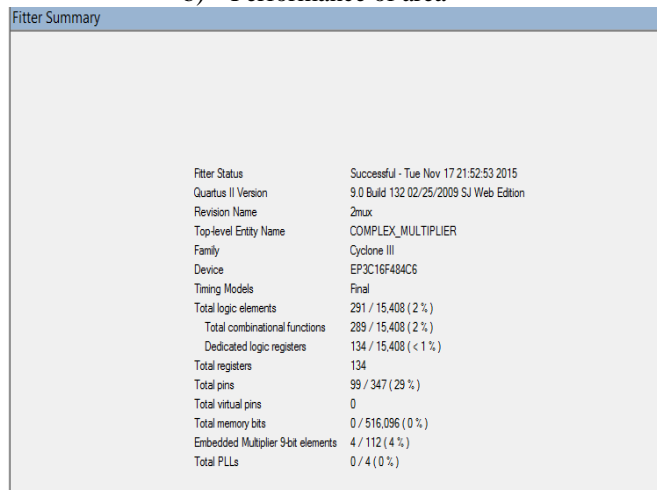 Performance of area
Fitter Summary
Fitter Status Successful - Tue Nov 17 21:52:53 2015
Quartus II Version 9.0 Build 132 02/25/2009 SJ Web Edition
Revision Name 2mux
Top-level Entity Name COMPLEX_MULTIPLIER
Family Cyclone III
Device EP3C16F484C6
Timing Models Final
Total logic elements 291 / 15,408 ( 2 % )
Total combinational functions 289 / 15,408 ( 2 % )
Dedicated logic registers 134 / 15,408 ( < 1 % )
Total registers 134
Total pins 99 / 347 ( 29 % )
Total virtual pins 0
Total memory bits 0 / 516,096 ( 0 % )
Embedded Multiplier 9-bit elements 4 / 112 ( 4 % )
Total PLLs 0 / 4 ( 0 % )